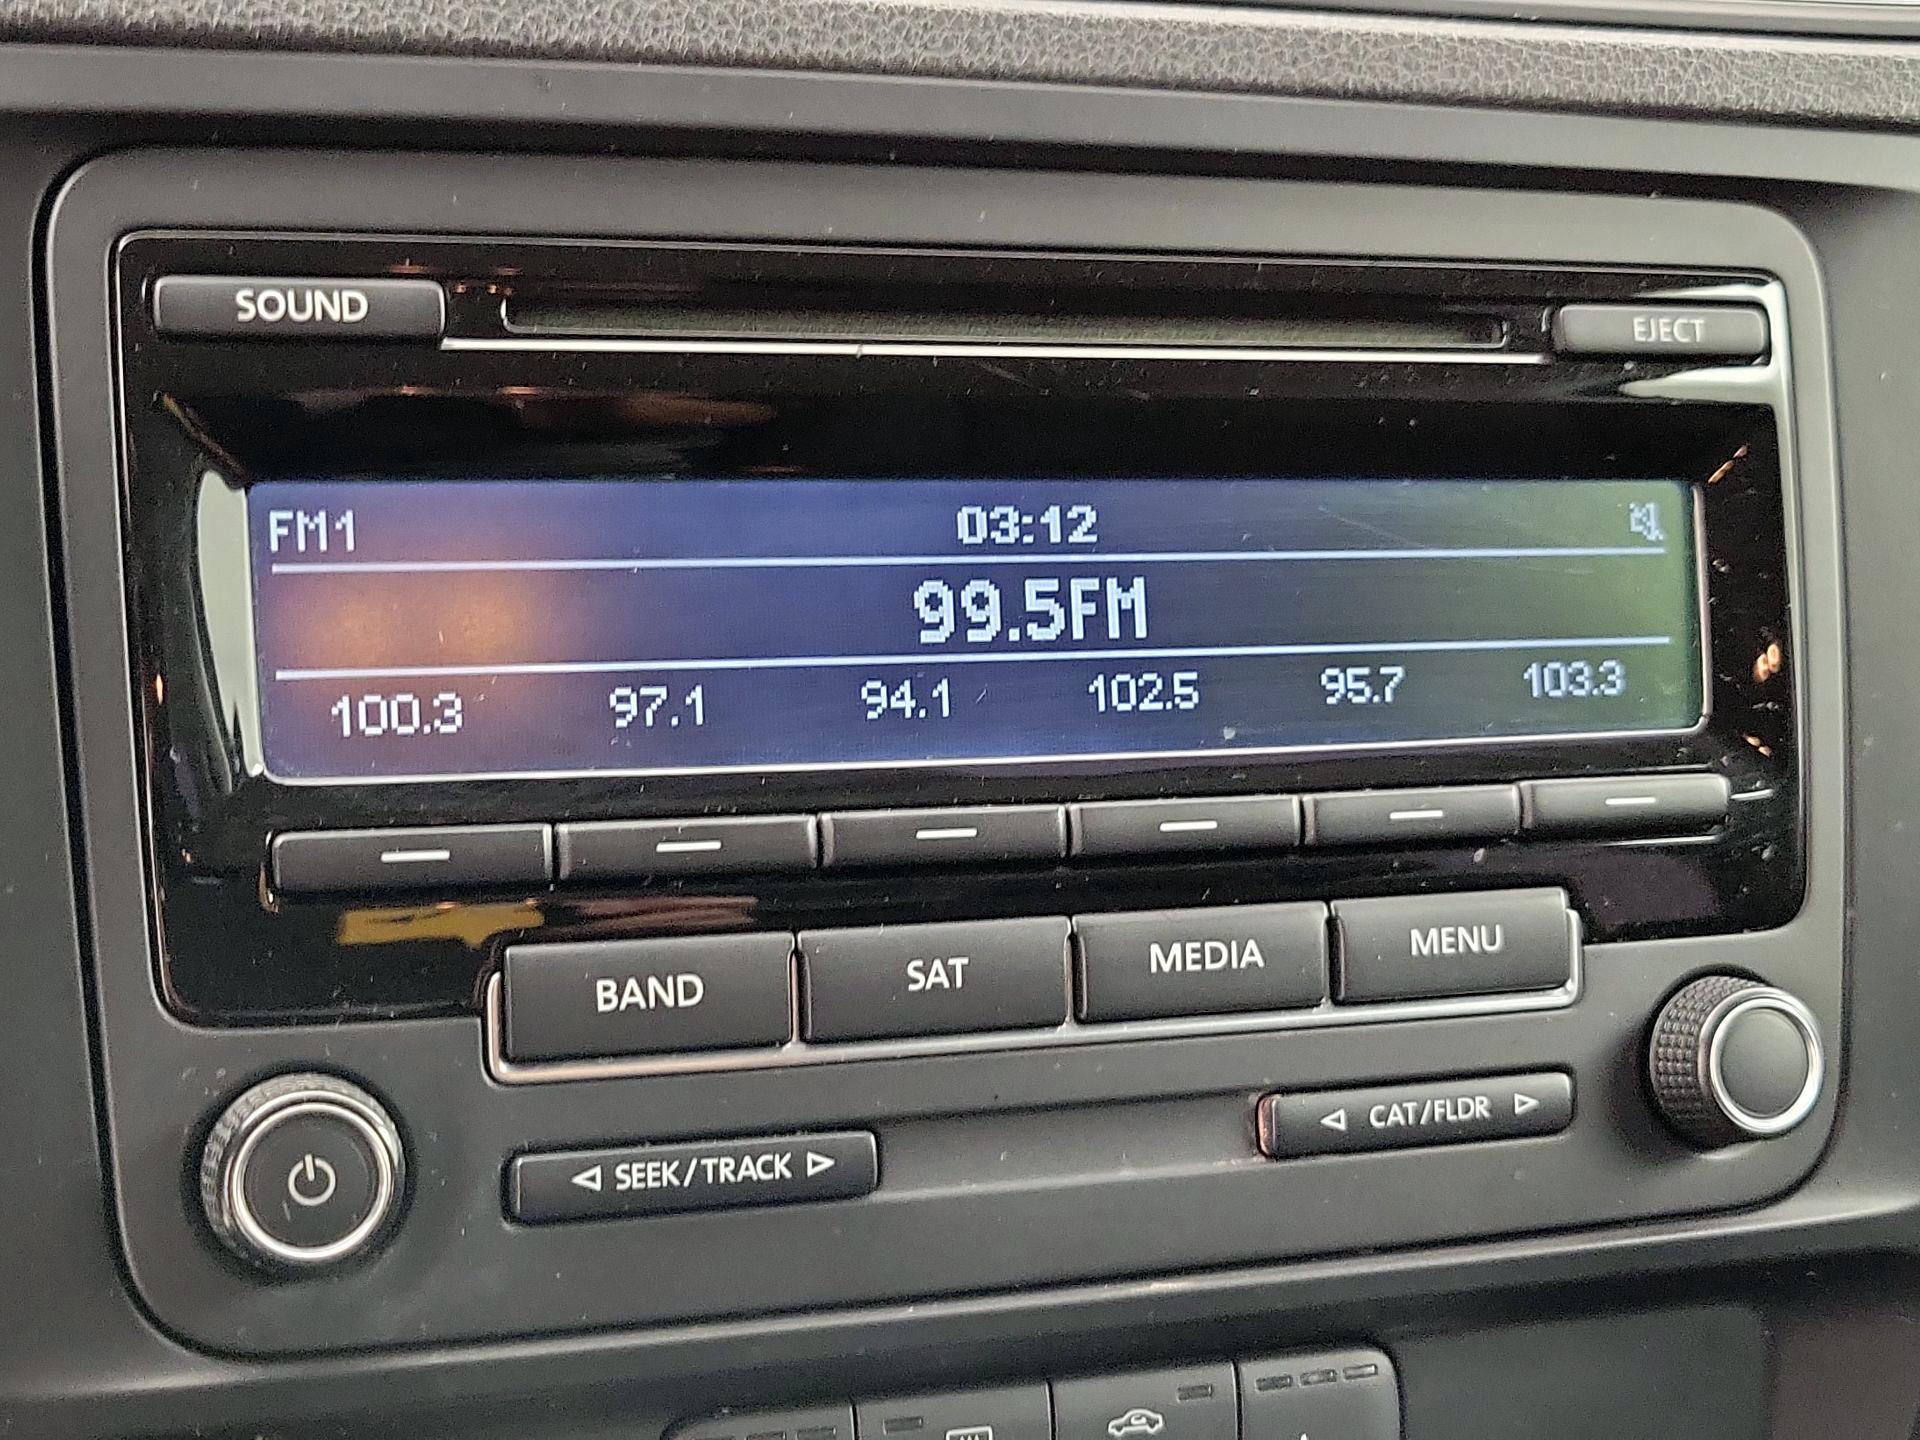 SOUND
EJECT
FM1 03:12
99.5FM
100.3 97.1 94.1 102.5 95.7 103.3
BAND SAT MEDIA MENU
SEEK/TRACK CAT/FLDR